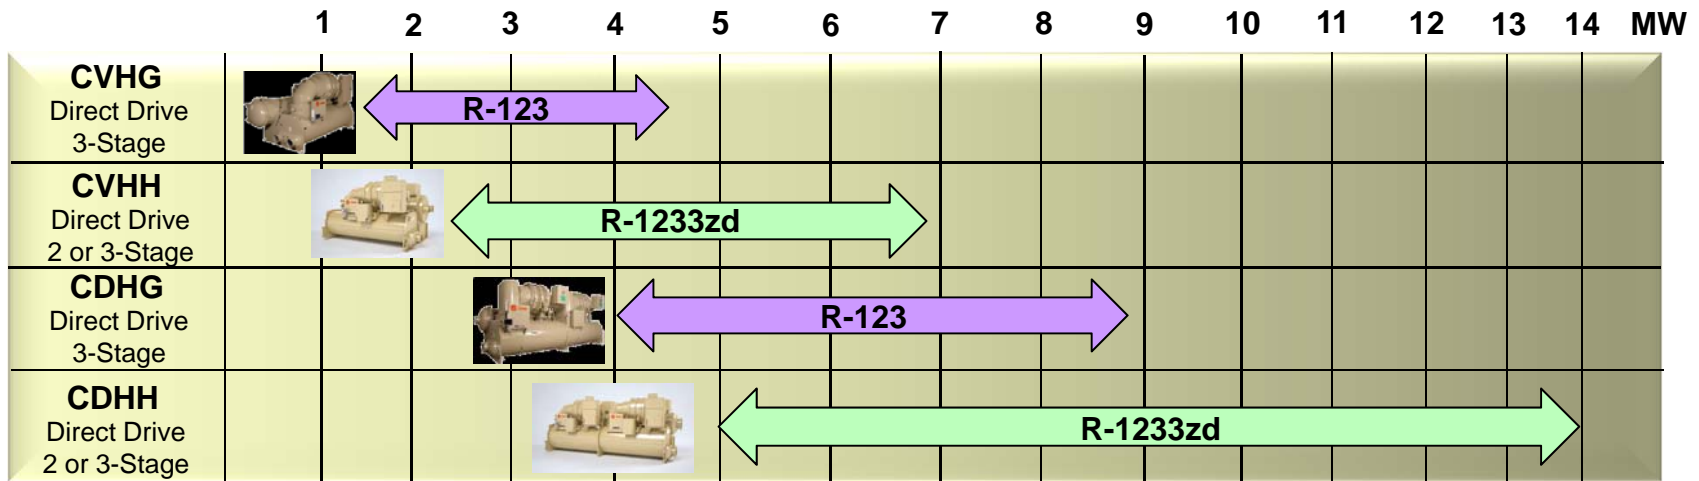 1 2 3 4 5 6 7 8 9 10 11 12 13 14 MW
CVHG
Direct Drive
3-Stage
R-123
CVHH
Direct Drive
2 or 3-Stage
R-1233zd
CDHG
Direct Drive
3-Stage
R-123
CDHH
Direct Drive
2 or 3-Stage
R-1233zd